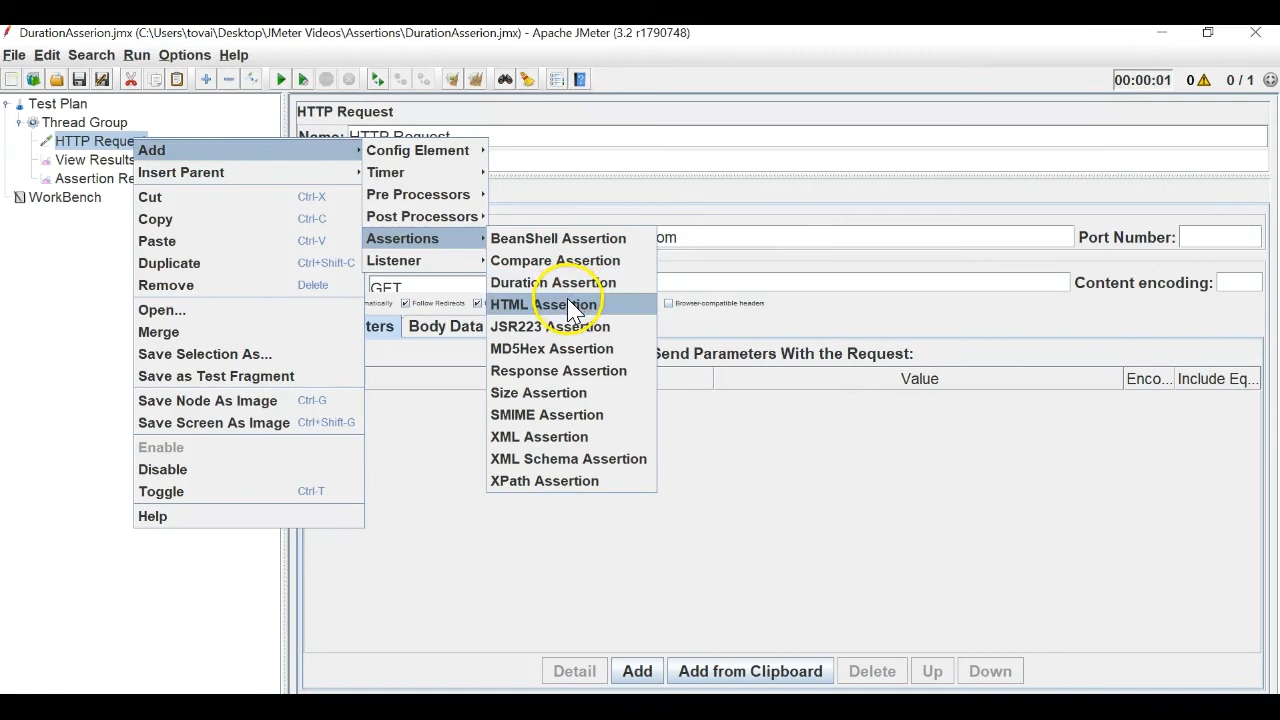 DurationAsserion.jmx (C:\Users\tovai\Desktop\JMeter Videos\Assertions\DurationAsserion.jmx) - Apache JMeter (3.2 r1790748)
File Edit Search Run Options Help
00:00:01 0 0 / 1
Test Plan
Thread Group
HTTP Reque
View Results
Assertion Re
WorkBench
Add
Insert Parent
Cut Ctrl-X
Copy Ctrl-C
Paste Ctrl-V
Duplicate Ctrl+Shift-C
Remove Delete
Open...
Merge
Save Selection As...
Save as Test Fragment
Save Node As Image Ctrl-G
Save Screen As Image Ctrl+Shift-G
Enable
Disable
Toggle Ctrl-T
Help
Config Element
Timer
Pre Processors
Post Processors
Assertions
Listener
BeanShell Assertion
Compare Assertion
Duration Assertion
HTML Assertion
JSR223 Assertion
MD5Hex Assertion
Response Assertion
Size Assertion
SMIME Assertion
XML Assertion
XML Schema Assertion
XPath Assertion
HTTP Request
Name: HTTP Request
om Port Number:
GET Content encoding:
matically Follow Redirects Browser-compatible headers
ters Body Data
Send Parameters With the Request:
Value Enco... Include Eq...
Detail Add Add from Clipboard Delete Up Down